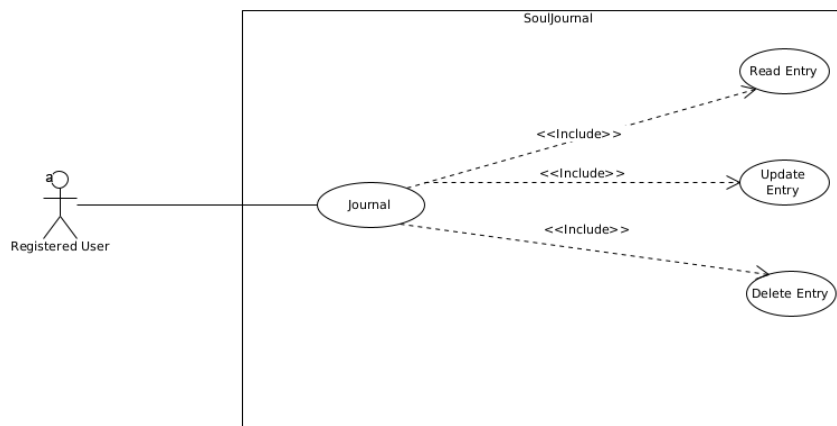 SoulJournal
Read Entry
<<Include>>
a
<<Include>>
Update
Entry
Journal
Registered User
<<Include>>
Delete Entry